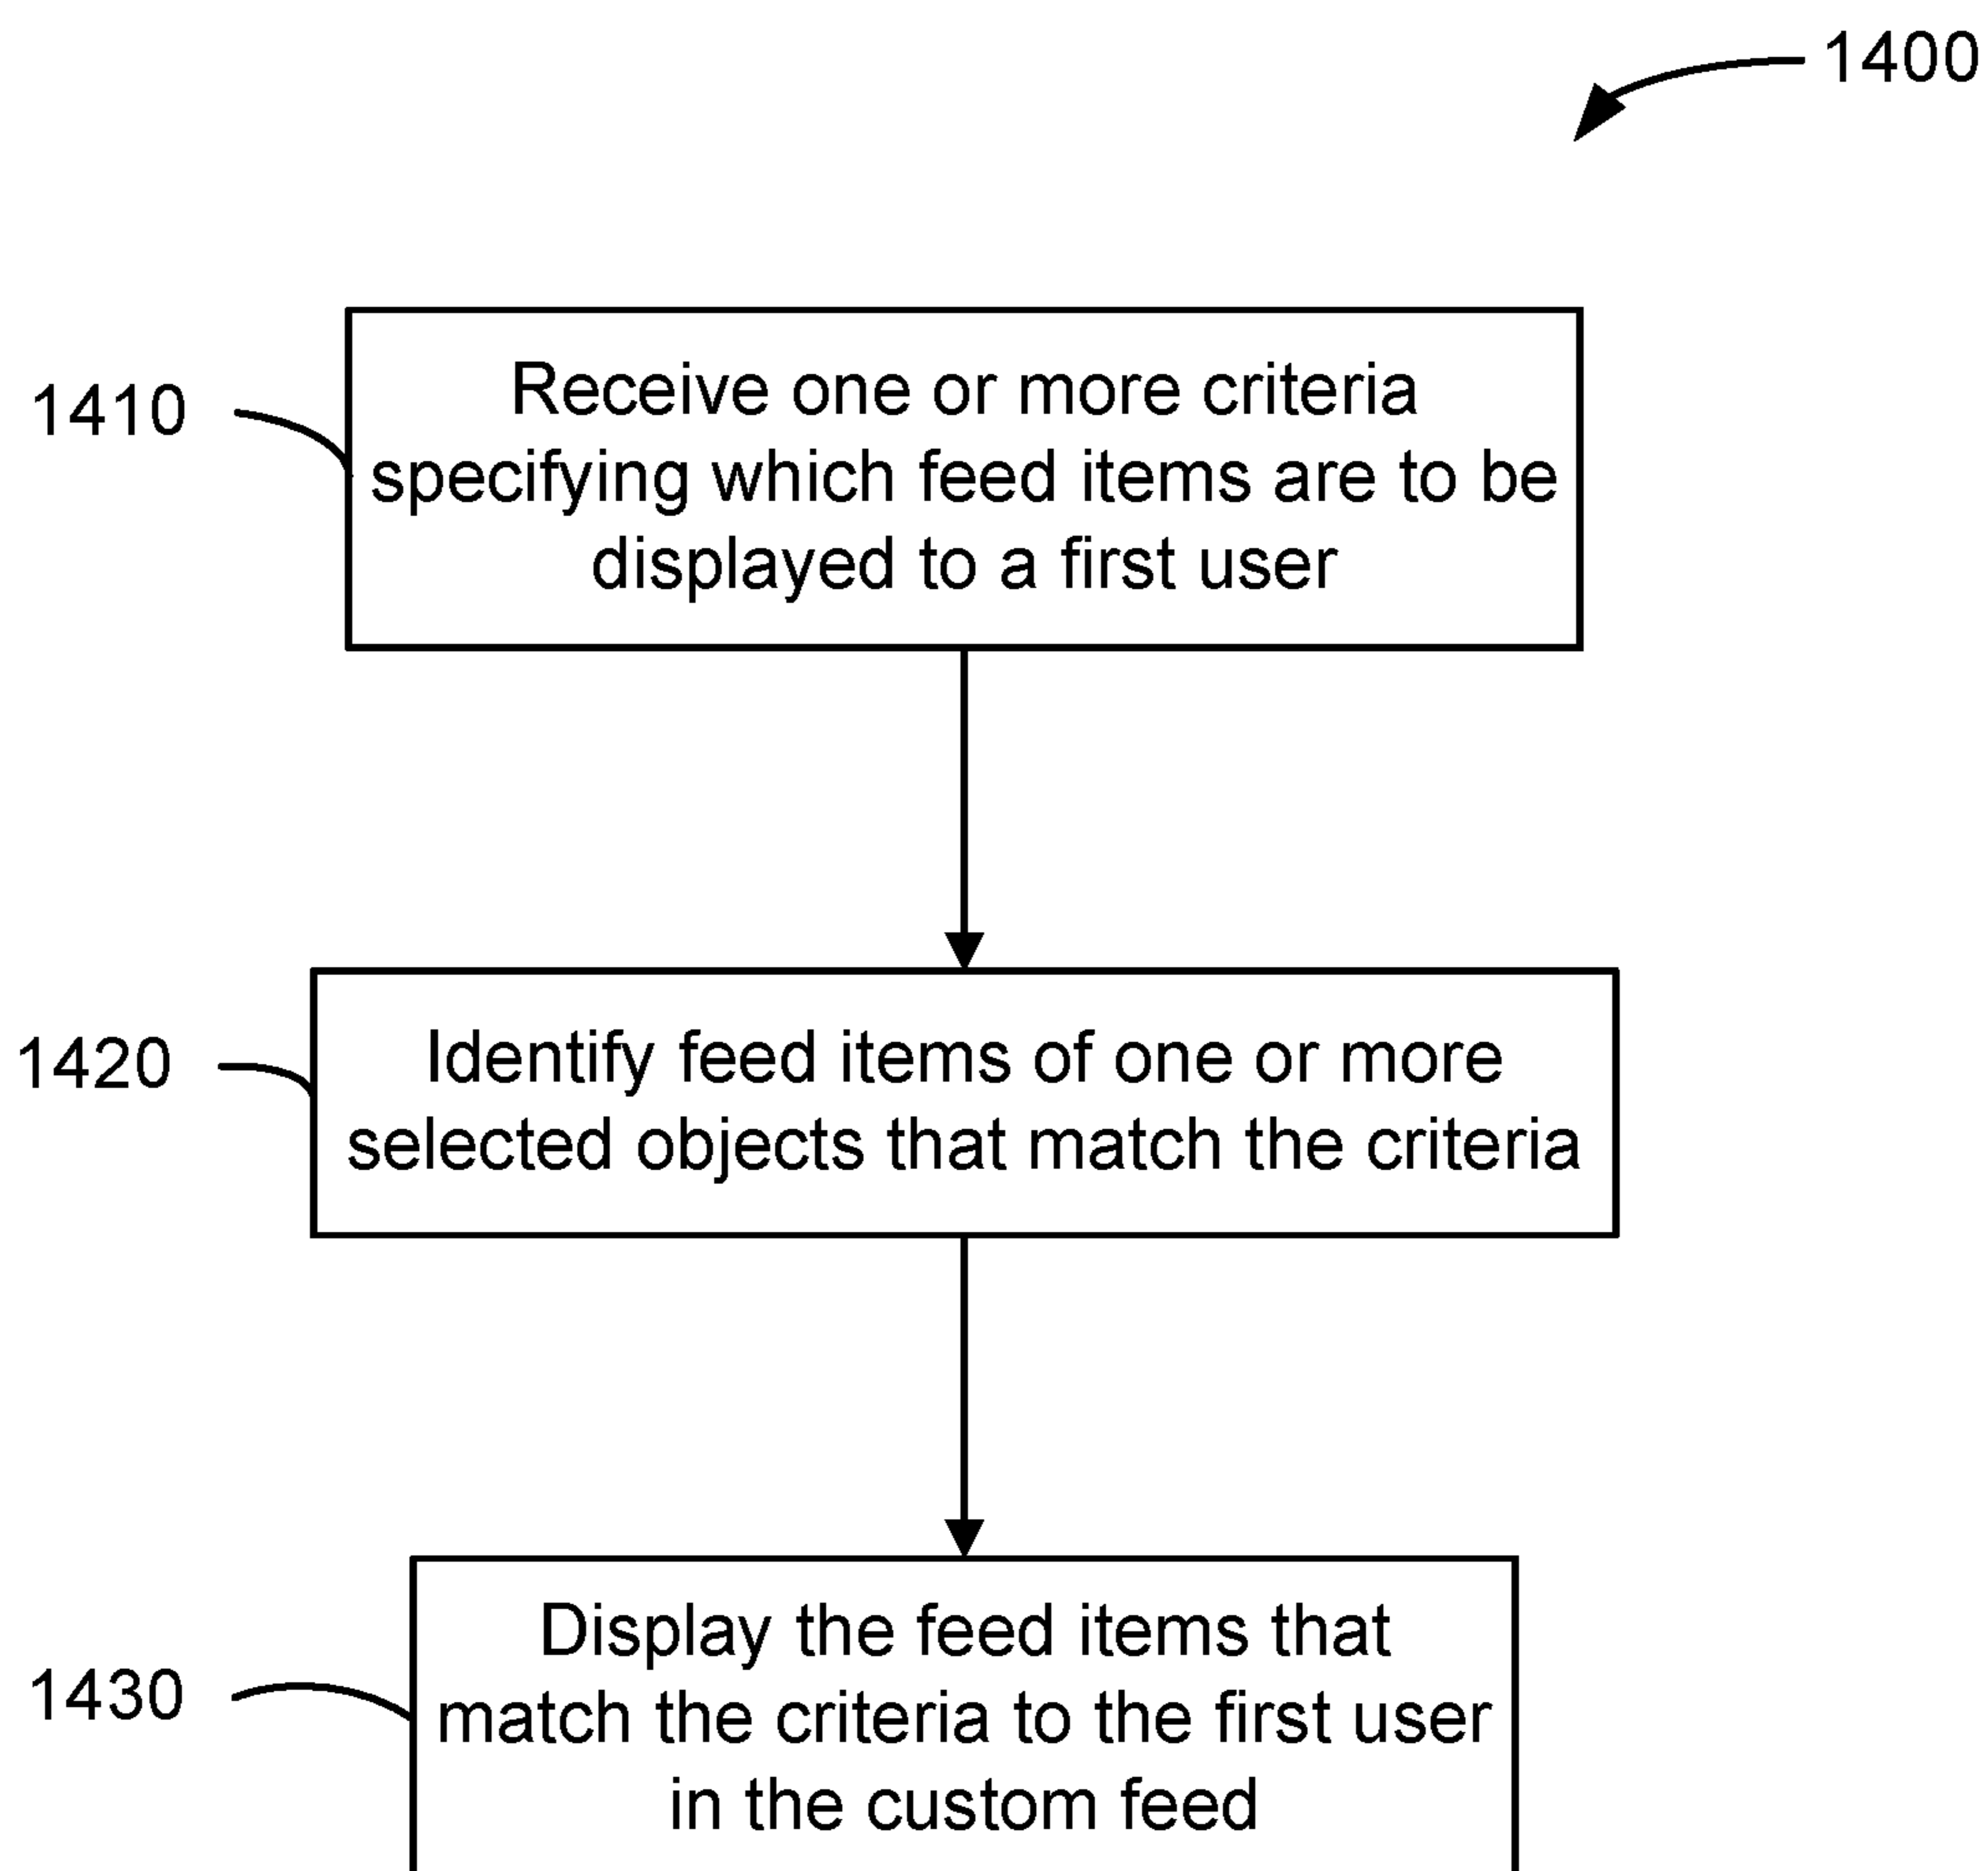 1400
1410
Receive one or more criteria
specifying which feed items are to be
displayed to a first user
1420
Identify feed items of one or more
selected objects that match the criteria
1430
Display the feed items that
match the criteria to the first user
in the custom feed